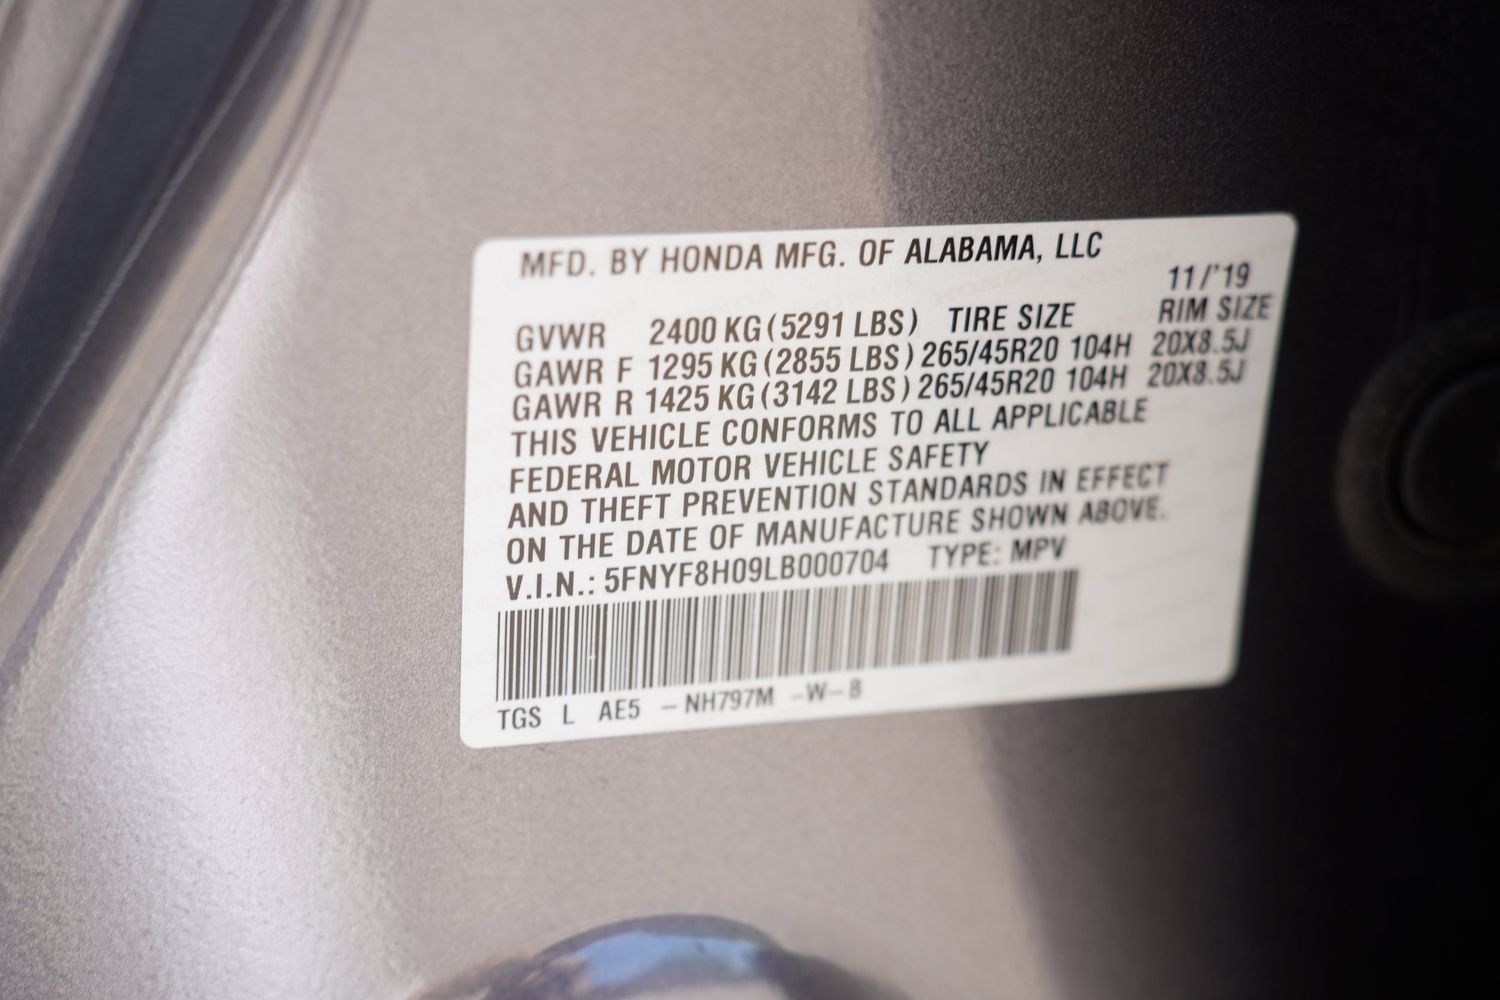 MFD. BY HONDA MFG. OF ALABAMA, LLC
11/'19
GVWR 2400 KG (5291 LBS) TIRE SIZE RIM SIZE
GAWR F 1295 KG (2855 LBS) 265/45R20 104H 20X8.5J
GAWR R 1425 KG (3142 LBS) 265/45R20 104H 20X8.5J
THIS VEHICLE CONFORMS TO ALL APPLICABLE
FEDERAL MOTOR VEHICLE SAFETY
AND THEFT PREVENTION STANDARDS IN EFFECT
ON THE DATE OF MANUFACTURE SHOWN ABOVE.
V.I.N.: 5FNYF8H09LB000704 TYPE: MPV
TGS L AE5 -NH797M -W-B